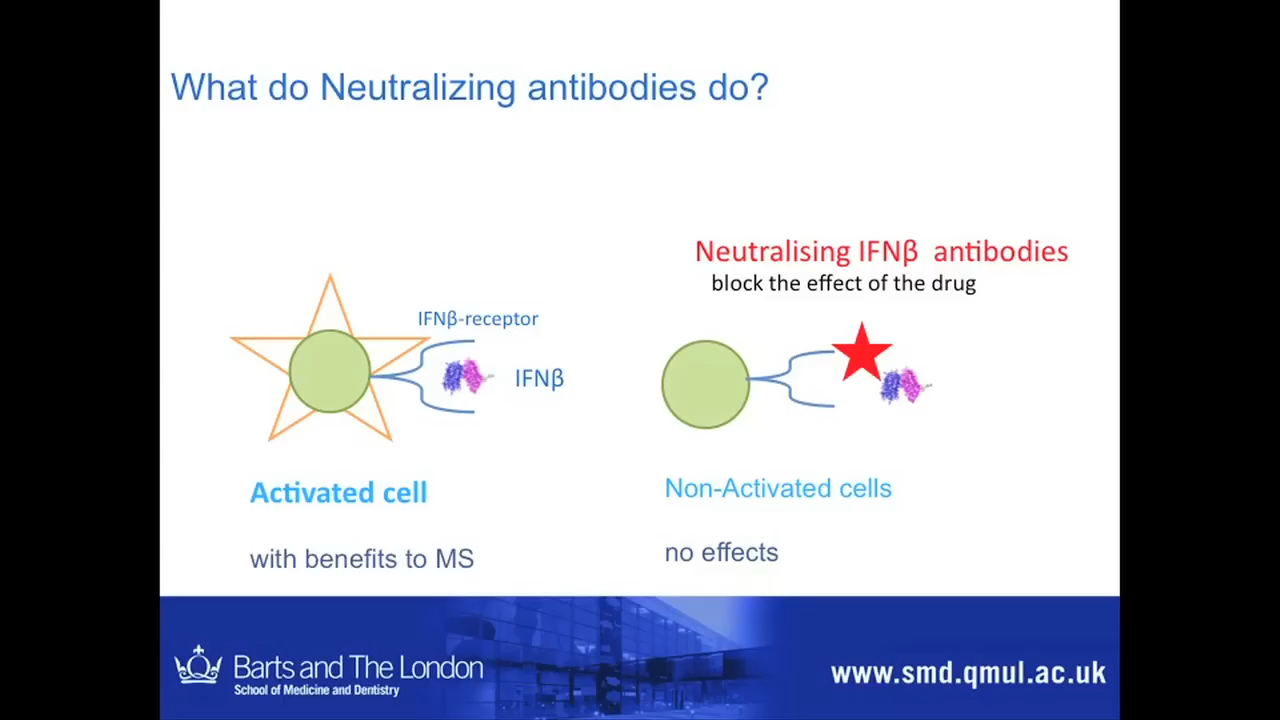 What do Neutralizing antibodies do?
Neutralising IFNβ antibodies
block the effect of the drug
IFNβ-receptor
IFNβ
Activated cell
with benefits to MS
Non-Activated cells
no effects
Barts and The London
School of Medicine and Dentistry
www.smd.qmul.ac.uk